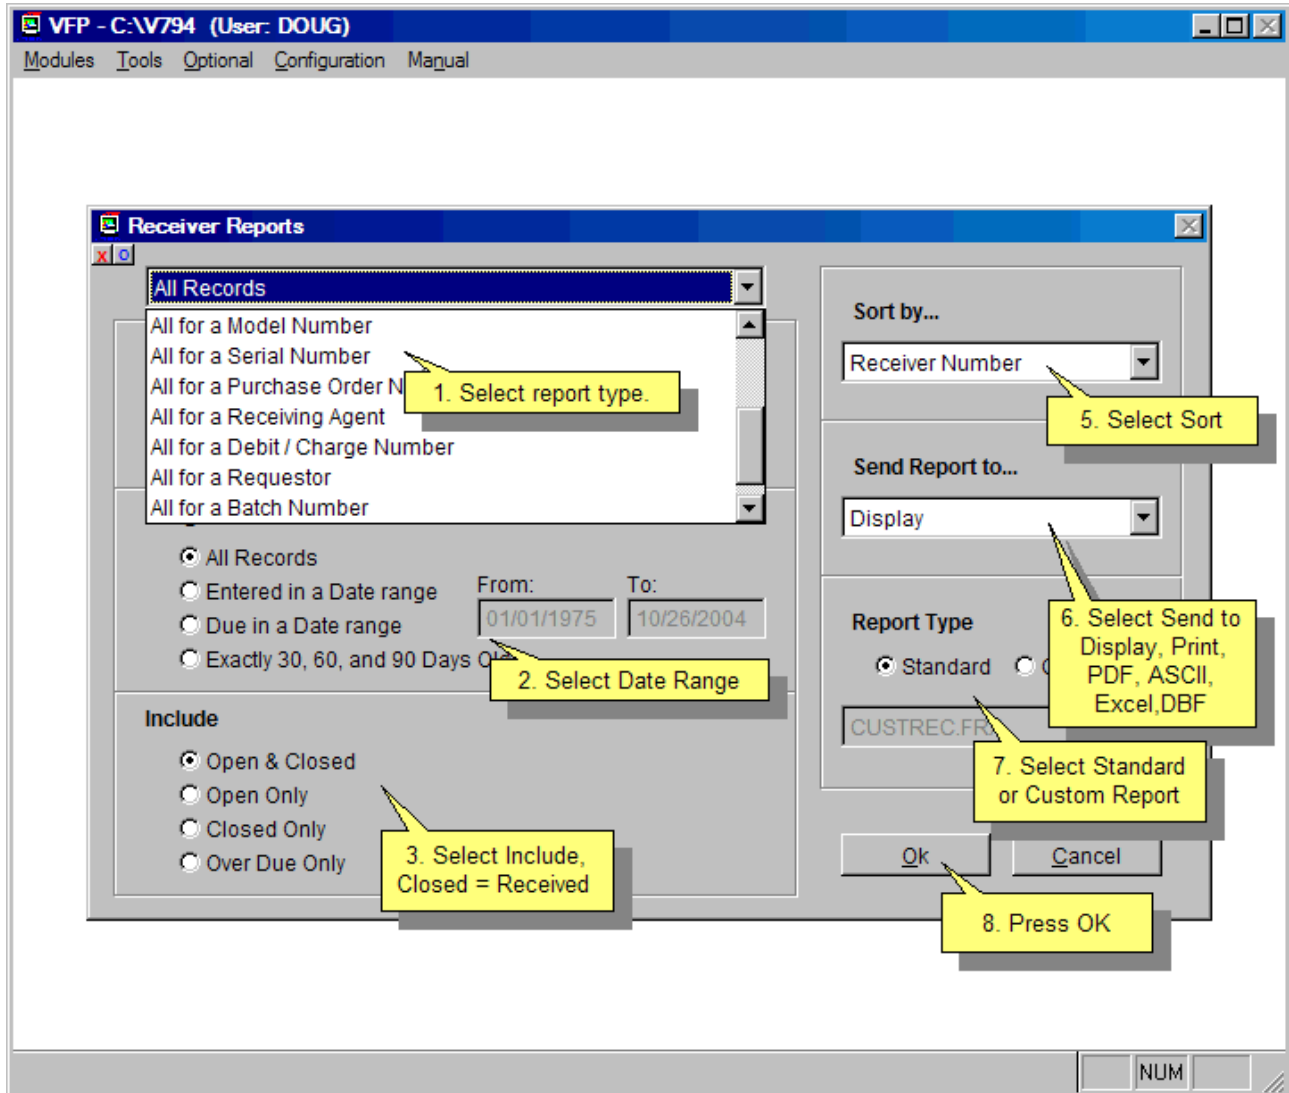 VFP - C:\V794 (User: DOUG)
Modules Tools Optional Configuration Manual
Receiver Reports
X O
All Records
All for a Model Number
All for a Serial Number
All for a Purchase Order N
All for a Receiving Agent
All for a Debit / Charge Number
All for a Requestor
All for a Batch Number
1. Select report type.
All Records
Entered in a Date range
Due in a Date range
Exactly 30, 60, and 90 Days
From: To:
01/01/1975 10/26/2004
2. Select Date Range
Include
Open & Closed
Open Only
Closed Only
Over Due Only
3. Select Include,
Closed = Received
Sort by...
Receiver Number
5. Select Sort
Send Report to...
Display
6. Select Send to
Display, Print,
PDF, ASCII,
Excel,DBF
Report Type
Standard
CUSTREC.FR
7. Select Standard
or Custom Report
Ok Cancel
8. Press OK
NUM